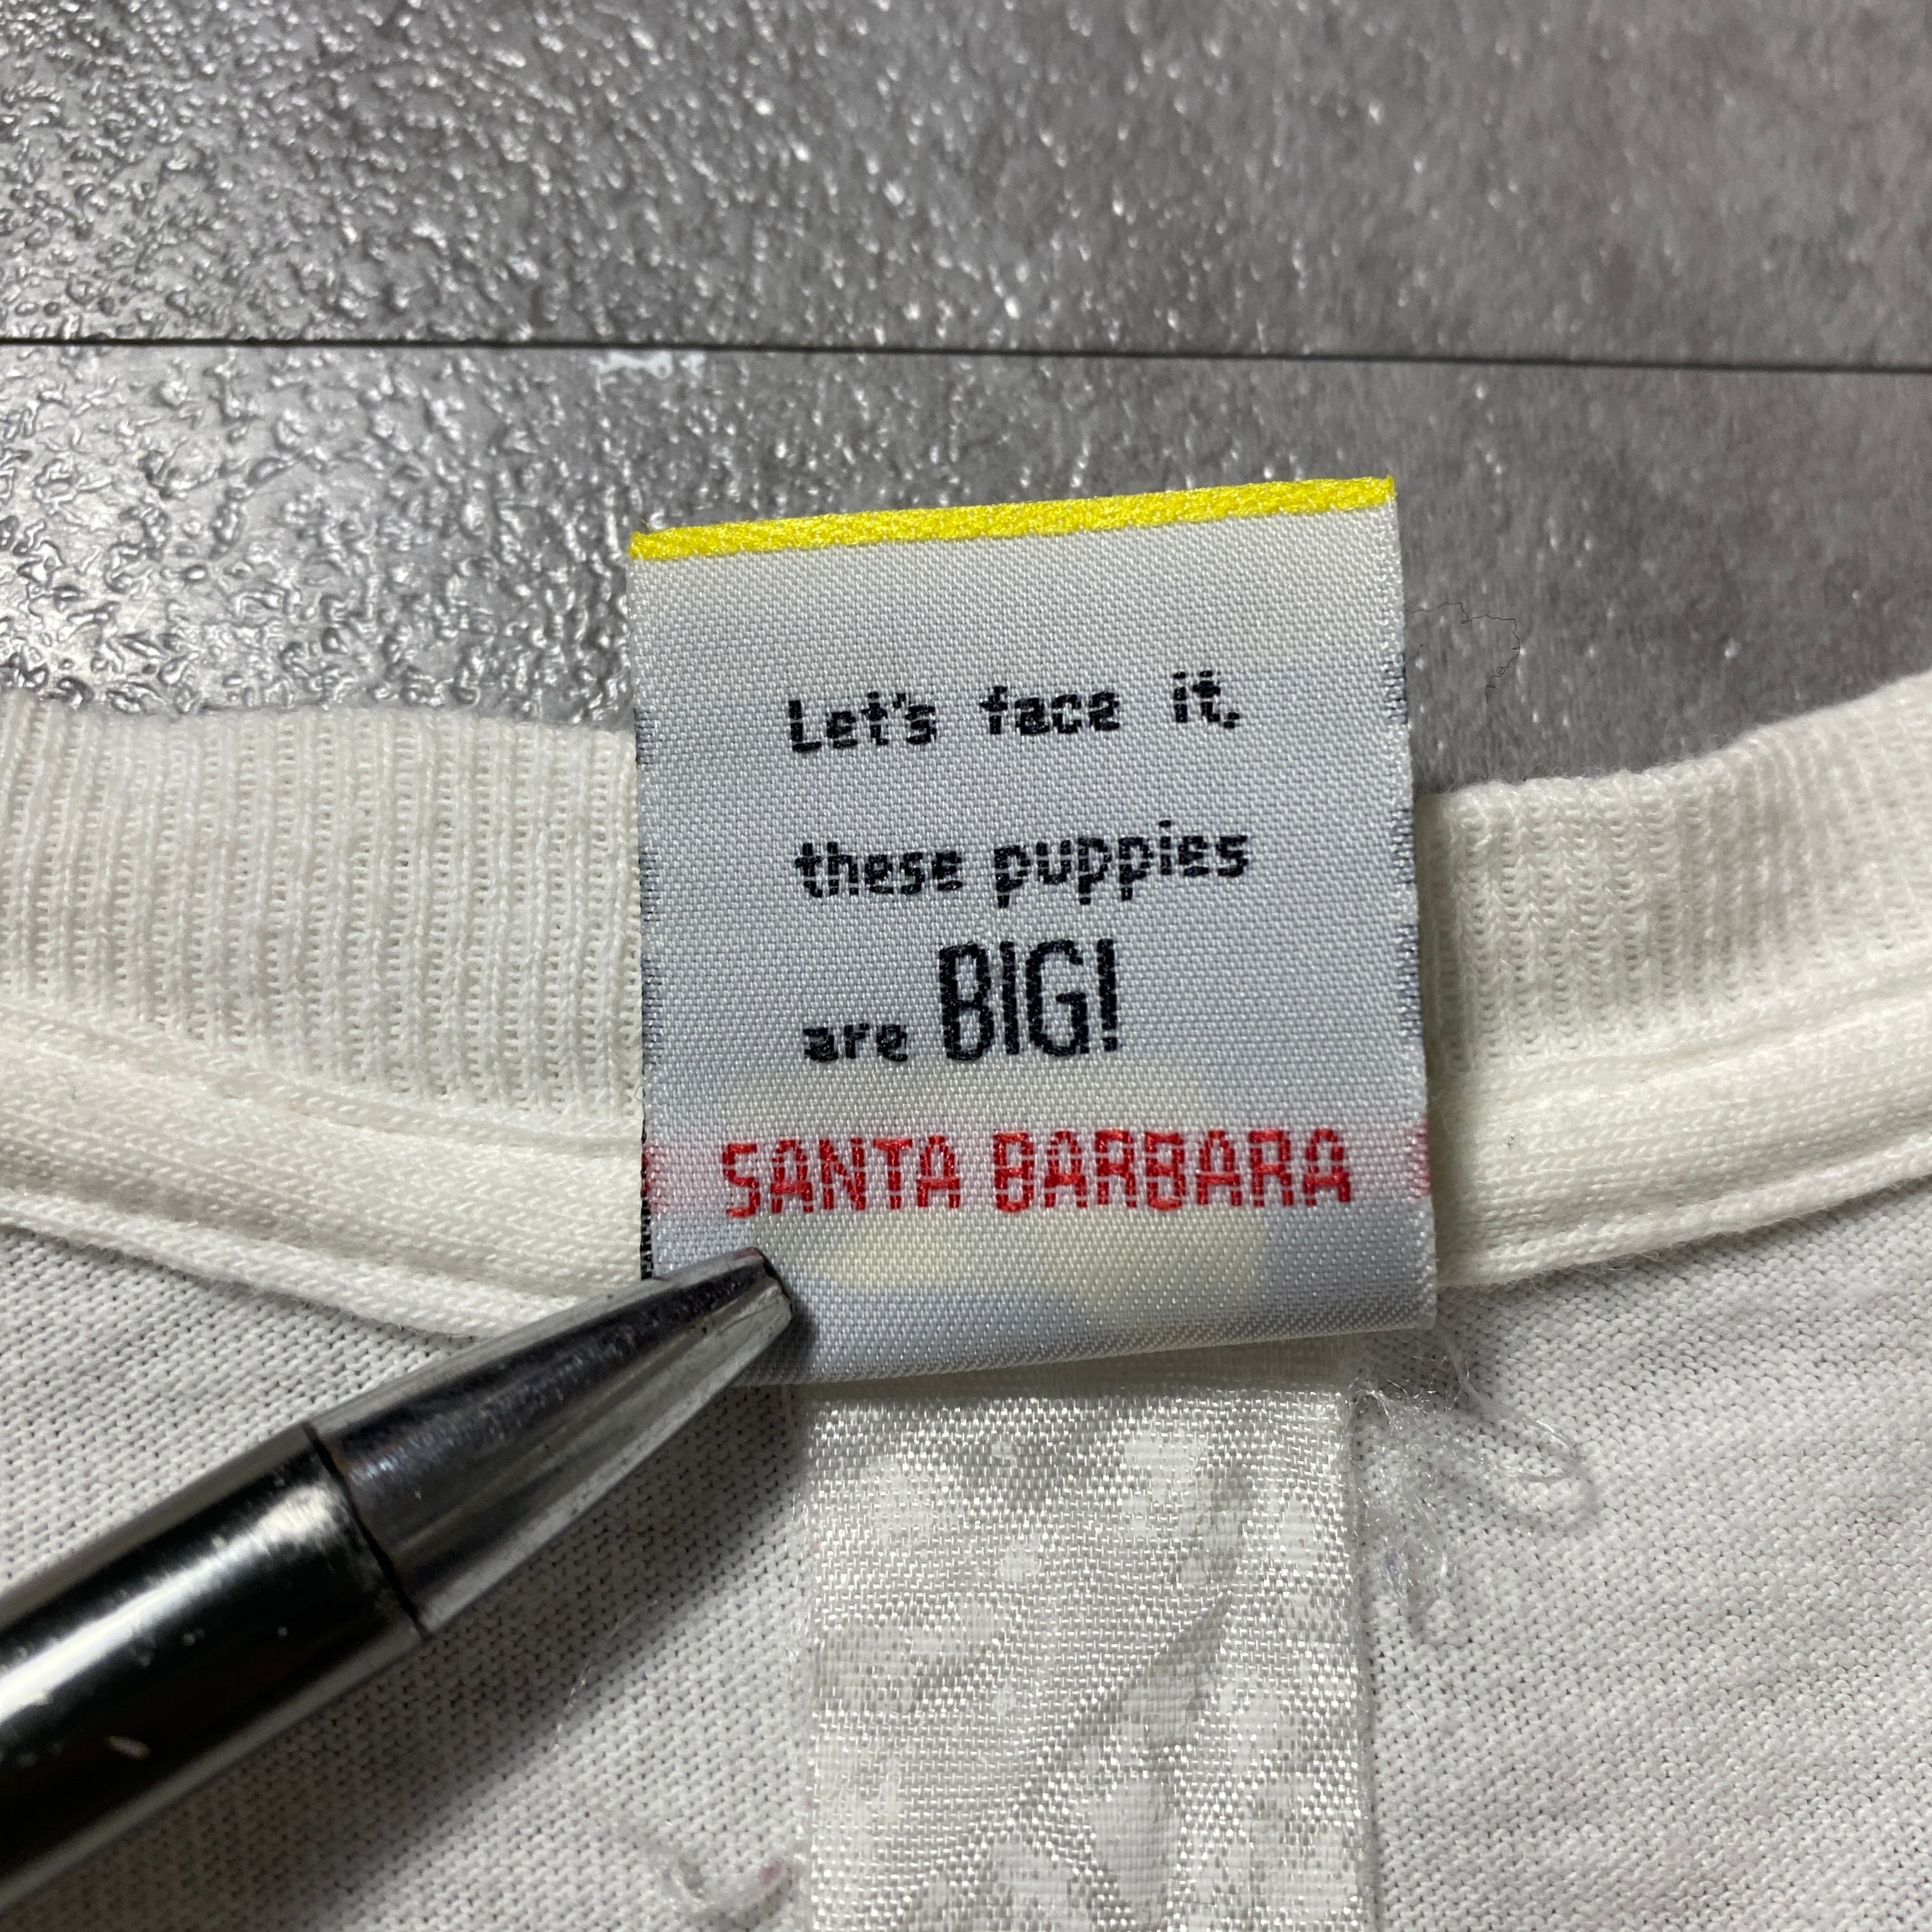 Let's face it,
these puppies
are BIG!
SANTA BARBARA